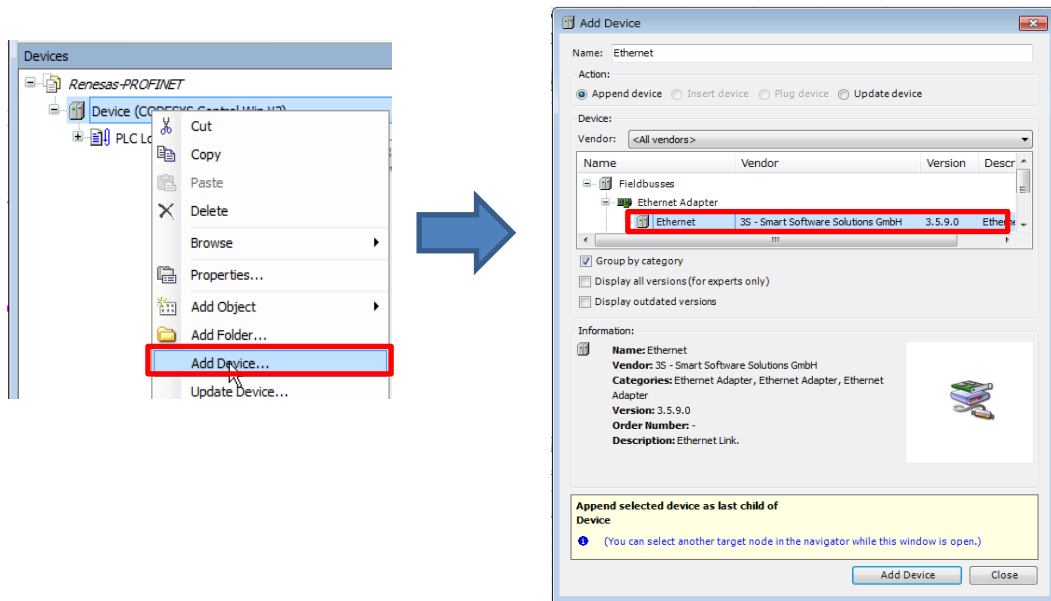 Devices
Renesas-PROFINET
Device (CODESYS Control Win V3)
PLC Lo
Cut
Copy
Paste
Delete
Browse
Properties...
Add Object
Add Folder...
Add Device...
Update Device...
Add Device
Name: Ethernet
Action:
Append device Insert device Plug device Update device
Device:
Vendor: <All vendors>
Name Vendor Version Descr
Fieldbusses
Ethernet Adapter
Ethernet 3S - Smart Software Solutions GmbH 3.5.9.0
Group by category
Display all versions (for experts only)
Display outdated versions
Information:
Name: Ethernet
Vendor: 3S - Smart Software Solutions GmbH
Categories: Ethernet Adapter, Ethernet Adapter, Ethernet
Adapter
Version: 3.5.9.0
Order Number: -
Description: Ethernet Link.
Append selected device as last child of
Device
(You can select another target node in the navigator while this window is open.)
Add Device Close